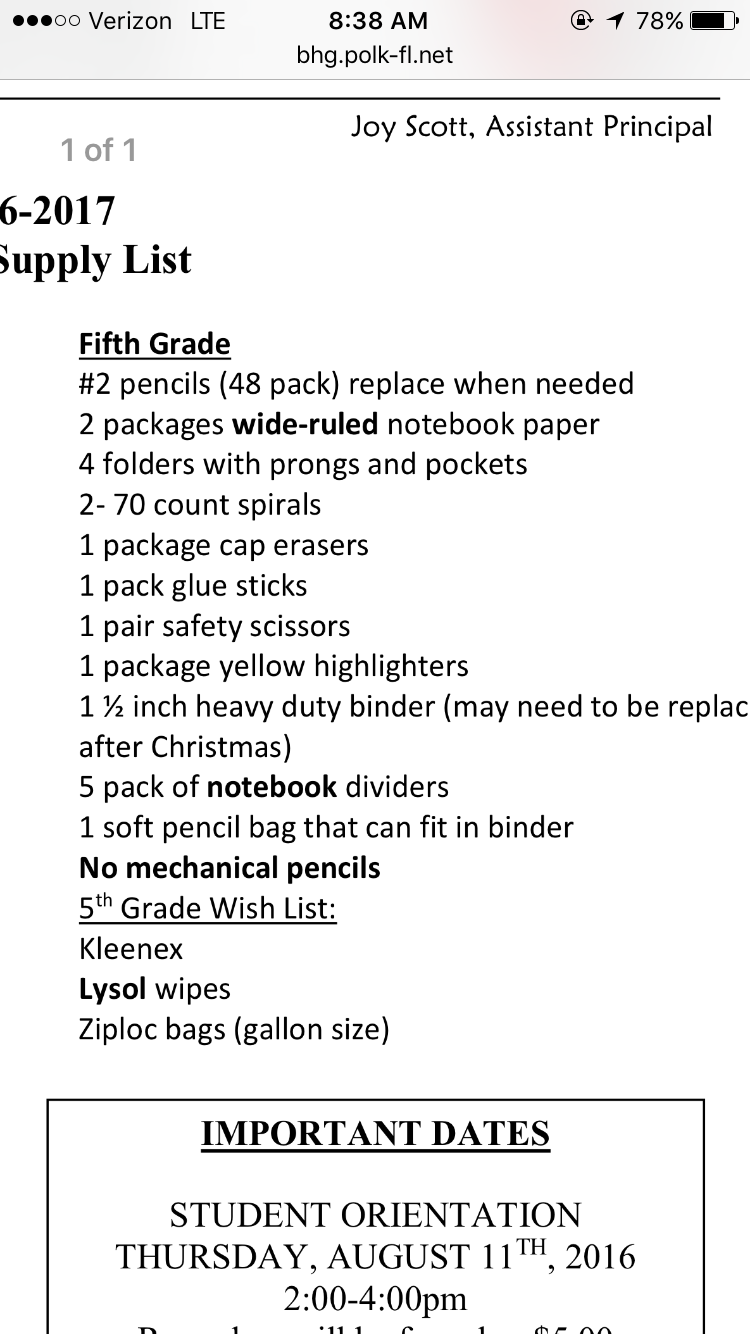 Verizon LTE 8:38 AM 78%
bhg.polk-fl.net
Joy Scott, Assistant Principal
1 of 1
6-2017
Supply List
Fifth Grade
#2 pencils (48 pack) replace when needed
2 packages wide-ruled notebook paper
4 folders with prongs and pockets
2- 70 count spirals
1 package cap erasers
1 pack glue sticks
1 pair safety scissors
1 package yellow highlighters
1 ½ inch heavy duty binder (may need to be replac
after Christmas)
5 pack of notebook dividers
1 soft pencil bag that can fit in binder
No mechanical pencils
5th Grade Wish List:
Kleenex
Lysol wipes
Ziploc bags (gallon size)
IMPORTANT DATES
STUDENT ORIENTATION
THURSDAY, AUGUST 11TH, 2016
2:00-4:00pm